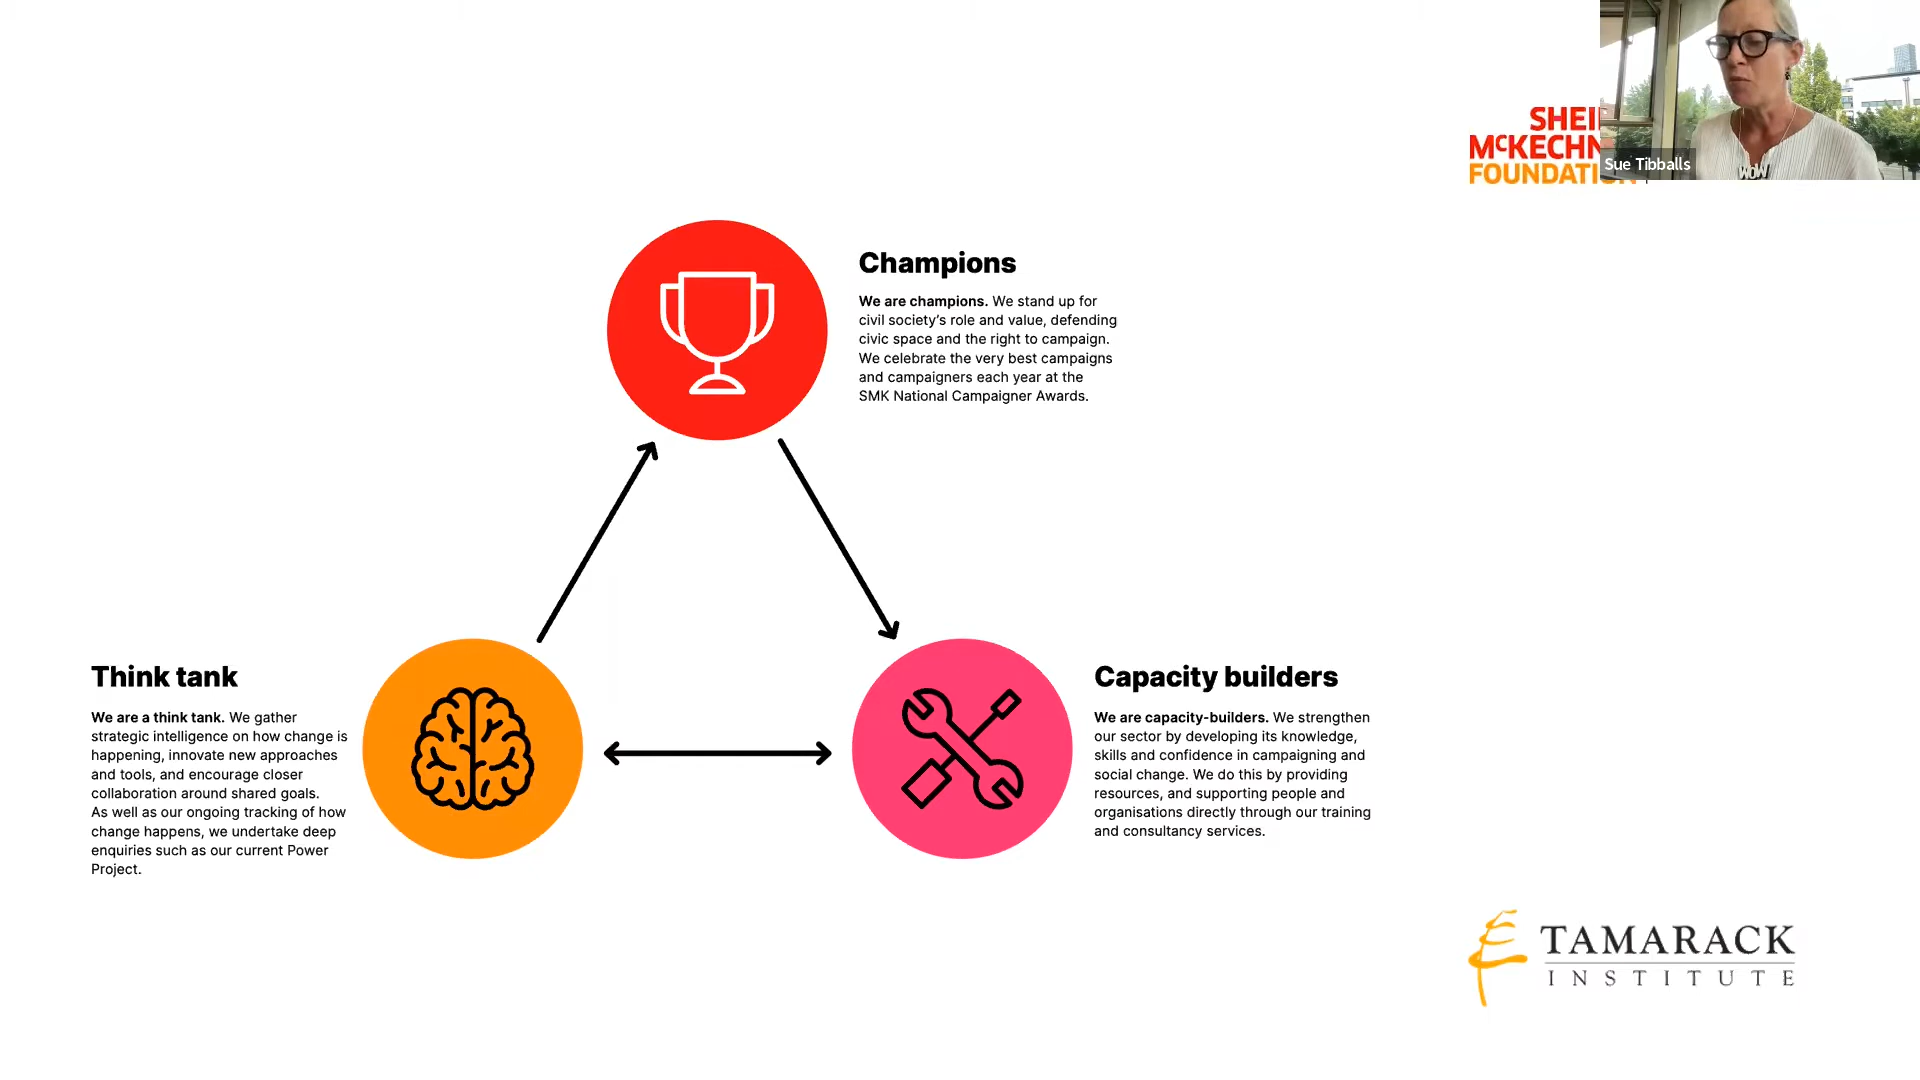 SHEI
MCKECHN
FOUNDATI
Sue Tibballs
WOW
Champions
We are champions. We stand up for
civil society's role and value, defending
civic space and the right to campaign.
We celebrate the very best campaigns
and campaigners each year at the
SMK National Campaigner Awards.
Think tank
We are a think tank. We gather
strategic intelligence on how change is
happening, innovate new approaches
and tools, and encourage closer
collaboration around shared goals.
As well as our ongoing tracking of how
change happens, we undertake deep
enquiries such as our current Power
Project.
Capacity builders
We are capacity-builders. We strengthen
our sector by developing its knowledge,
skills and confidence in campaigning and
social change. We do this by providing
resources, and supporting people and
organisations directly through our training
and consultancy services.
TAMARACK
INSTITUTE